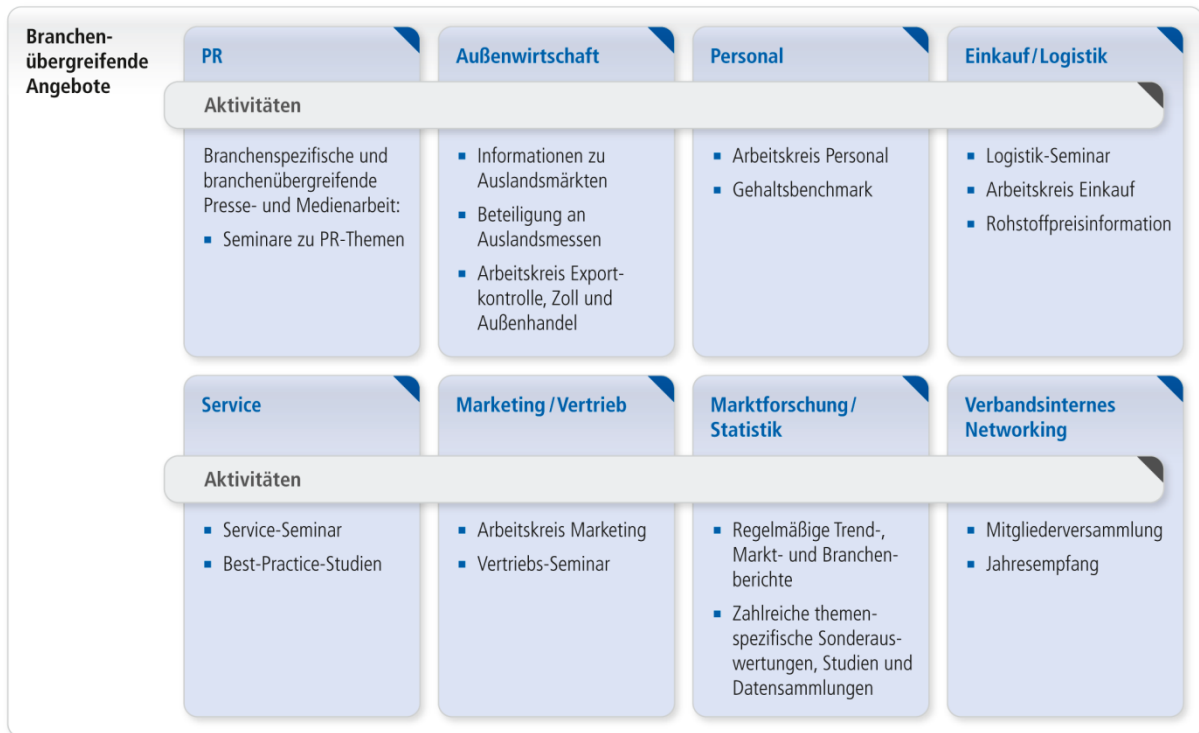 Branchen-
übergreifende
Angebote
PR
Außenwirtschaft
Personal
Einkauf/Logistik
Aktivitäten
Branchenspezifische und
branchenübergreifende
Presse- und Medienarbeit:
▪ Seminare zu PR-Themen
▪ Informationen zu
Auslandsmärkten
▪ Beteiligung an
Auslandsmessen
▪ Arbeitskreis Export-
kontrolle, Zoll und
Außenhandel
▪ Arbeitskreis Personal
▪ Gehaltsbenchmark
▪ Logistik-Seminar
▪ Arbeitskreis Einkauf
▪ Rohstoffpreisinformation
Service
Marketing/Vertrieb
Marktforschung/
Statistik
Verbandsinternes
Networking
Aktivitäten
▪ Service-Seminar
▪ Best-Practice-Studien
▪ Arbeitskreis Marketing
▪ Vertriebs-Seminar
▪ Regelmäßige Trend-,
Markt- und Branchen-
berichte
▪ Zahlreiche themen-
spezifische Sonderaus-
wertungen, Studien und
Datensammlungen
▪ Mitgliederversammlung
▪ Jahresempfang